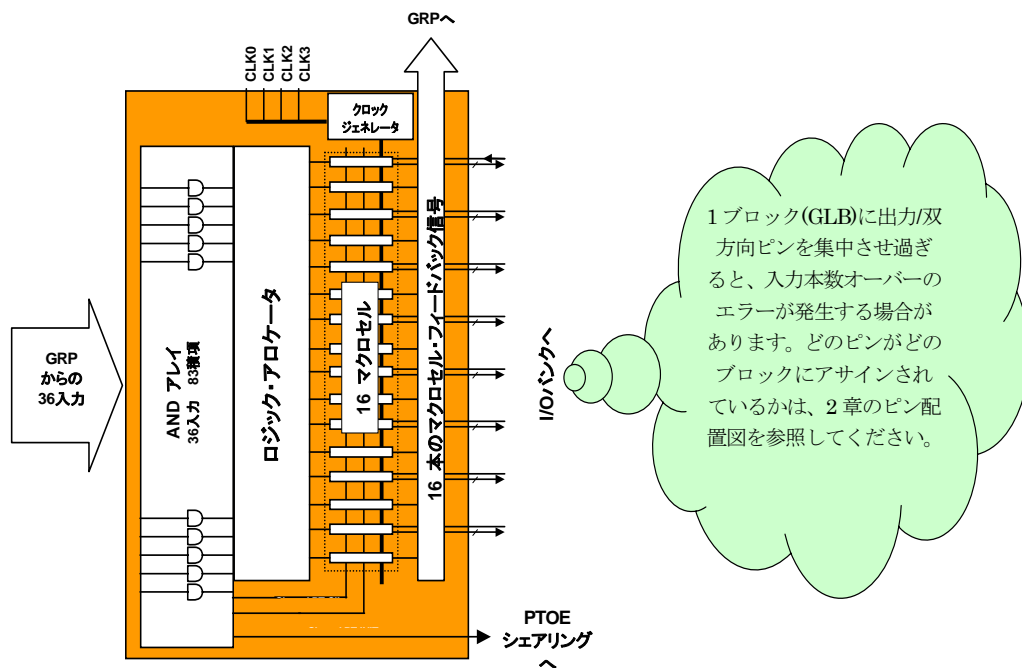 GRPへ
CLK0
CLK1
CLK2
CLK3
クロック
ジェネレータ
GRP
からの
36入力
AND アレイ
36入力 83積項
ロジック・アロケータ
16 マクロセル
16 本のマクロセル・フィードバック信号
I/Oバンクへ
PTOE
シェアリング
へ
1 ブロック(GLB)に出力/双
方向ピンを集中させ過ぎ
ると、入力本数オーバーの
エラーが発生する場合が
あります。どのピンがどの
ブロックにアサインされ
ているかは、2 章のピン配
置図を参照してください。